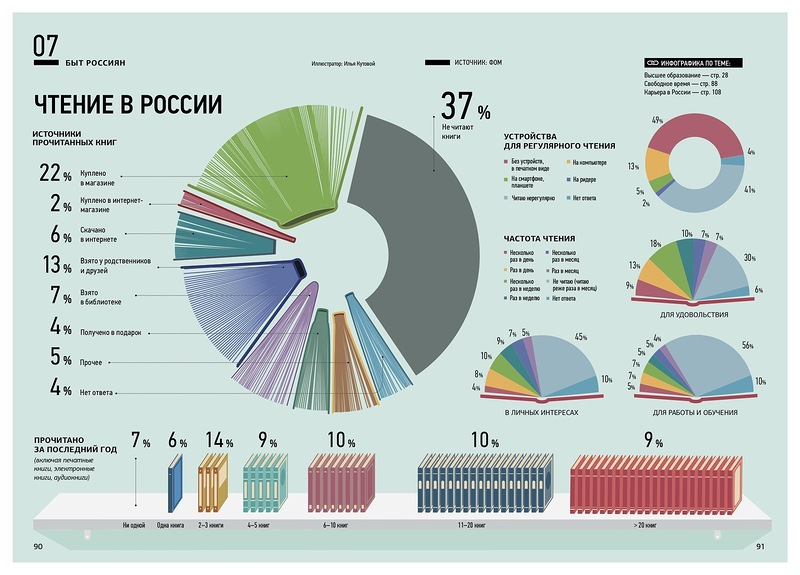 07
БЫТ РОССИЯН
Иллюстратор: Илья Кутовой
ИСТОЧНИК: ФОМ
ИНФОГРАФИКА ПО ТЕМЕ:
Высшее образование — стр. 28
Свободное время — стр. 88
Карьера в России — стр. 108
ЧТЕНИЕ В РОССИИ
37 %
Не читают
книги
ИСТОЧНИКИ
ПРОЧИТАННЫХ КНИГ
22 % Куплено
в магазине
2 % Куплено в интернет-
магазине
6 % Скачано
в интернете
13 % Взято у родственников
и друзей
7 % Взято
в библиотеке
4 % Получено в подарок
5 % Прочее
4 % Нет ответа
УСТРОЙСТВА
ДЛЯ РЕГУЛЯРНОГО ЧТЕНИЯ
Без устройств,
в печатном виде
На смартфоне,
планшете
Читаю нерегулярно
На компьютере
На ридере
Нет ответа
49%
4%
13%
5%
2%
41%
ЧАСТОТА ЧТЕНИЯ
Несколько
раз в день
Раз в день
Несколько
раз в неделю
Раз в неделю
Несколько
раз в месяц
Раз в месяц
Не читаю (читаю
реже раза в месяц)
Нет ответа
9%
13%
18%
10%
7%
7%
30%
6%
ДЛЯ УДОВОЛЬСТВИЯ
4%
8%
10%
9%
7%
5%
45%
10%
В ЛИЧНЫХ ИНТЕРЕСАХ
5%
7%
7%
5%
5%
4%
56%
10%
ДЛЯ РАБОТЫ И ОБУЧЕНИЯ
ПРОЧИТАНО
ЗА ПОСЛЕДНИЙ ГОД
(включая печатные
книги, электронные
книги, аудиокниги)
7 % 6 % 14 % 9 % 10 % 10 % 9 %
Ни одной Одна книга 2–3 книги 4–5 книг 6–10 книг 11–20 книг > 20 книг
90
91